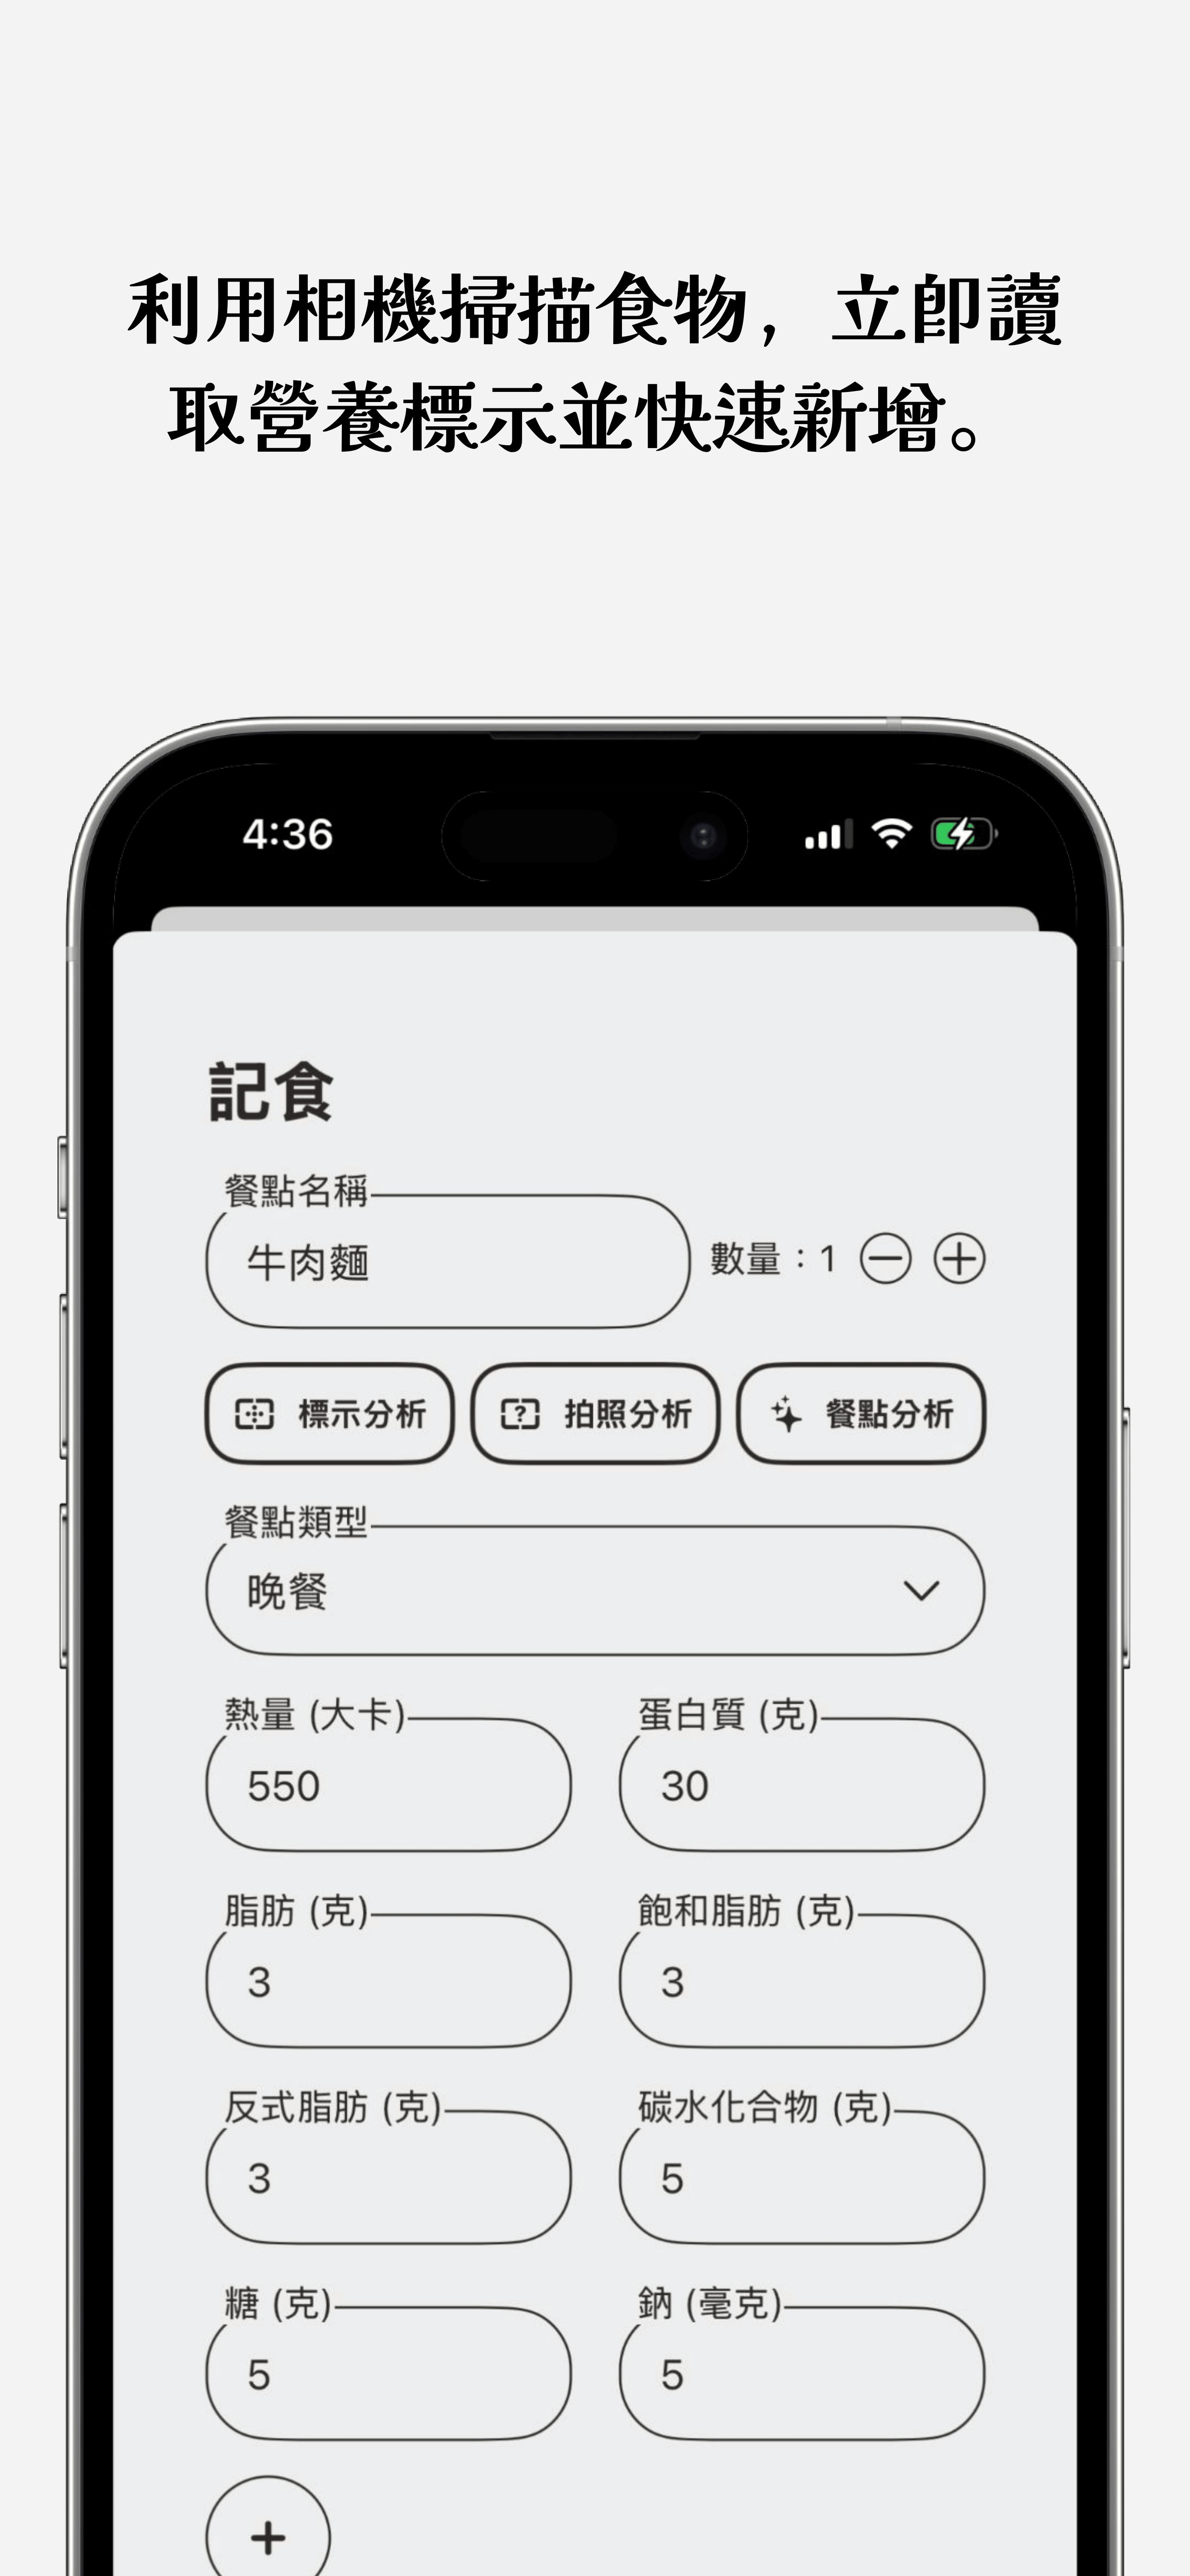 利用相機掃描食物，立即讀
取營養標示並快速新增。
4:36
記食
餐點名稱
牛肉麵
數量：1
標示分析 拍照分析 餐點分析
餐點類型
晚餐
熱量 (大卡) 蛋白質 (克)
550 30
脂肪 (克) 飽和脂肪 (克)
3 3
反式脂肪 (克) 碳水化合物 (克)
3 5
糖 (克) 鈉 (毫克)
5 5